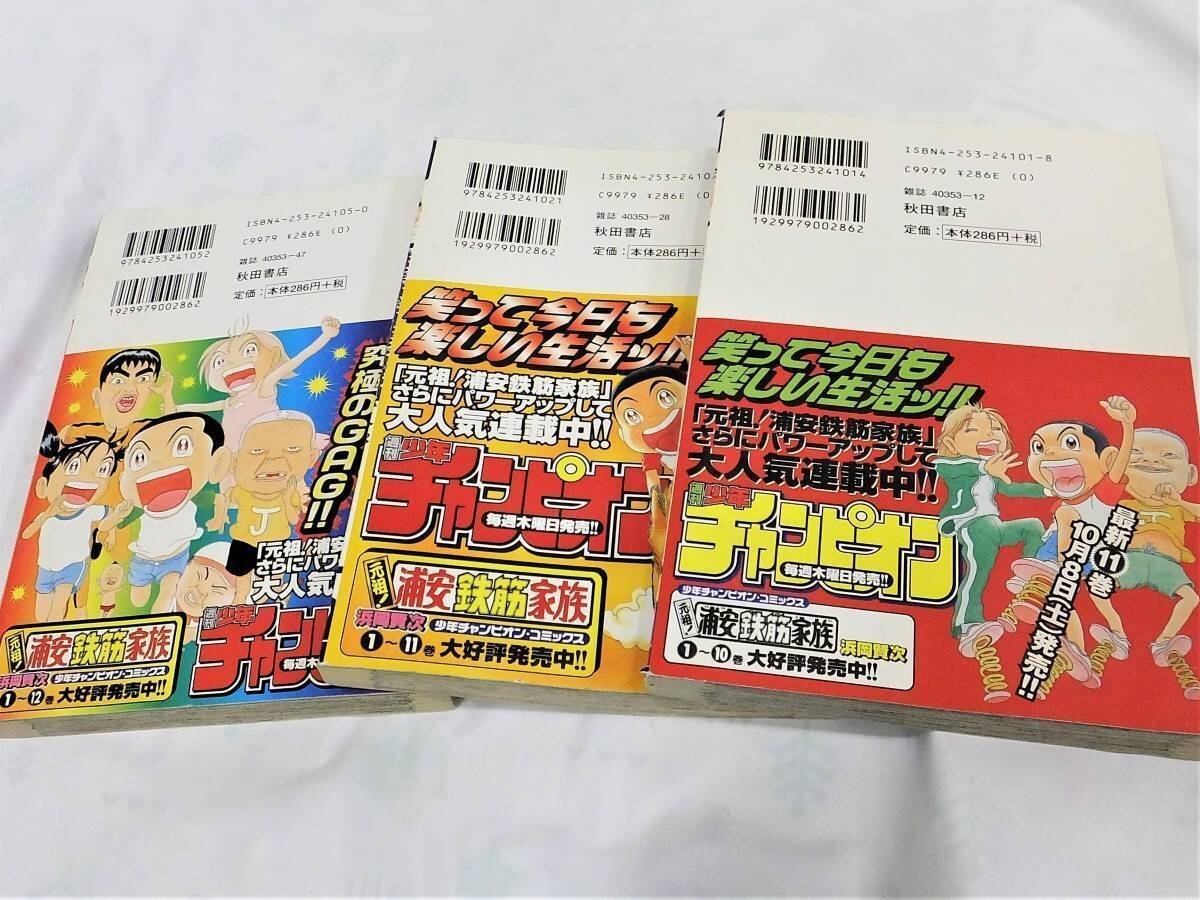 9784253241052
1929979002862
ISBN4-253-24105-0
C9979 ¥286E (0)
雑誌 40353-47
秋田書店
定価:本体286円+税
究極のGAG!!
「元祖!浦安
さらにパワー
大人気
週刊少年
チャン
毎週木
元祖!
浦安鉄筋家族
浜岡賢次
少年チャンピオン・コミックス
1~12巻 大好評発売中!!
9784253241021
1929979002862
ISBN4-253-2410
C9979 ¥286E (0
雑誌 40353-28
秋田書店
定価:本体286円+
笑って今日も
楽しい生活ッ!!
「元祖!浦安鉄筋家族」
さらにパワーアップして
大人気連載中!!
週刊少年
チャンピオン
毎週木曜日発売!!
元祖!
浦安鉄筋家族
浜岡賢次
少年チャンピオン・コミックス
1~11巻 大好評発売中!!
9784253241014
1929979002862
ISBN4-253-24101-8
C9979 ¥286E (0)
雑誌 40353-12
秋田書店
定価:本体286円+税
笑って今日も
楽しい生活ッ!!
「元祖!浦安鉄筋家族」
さらにパワーアップして
大人気連載中!!
週刊少年
チャンピオン
毎週木曜日発売!!
少年チャンピオン・コミックス
元祖!
浦安鉄筋家族
浜岡賢次
1~10巻 大好評発売中!!
最新11巻
10月8日(土)発売!!
J